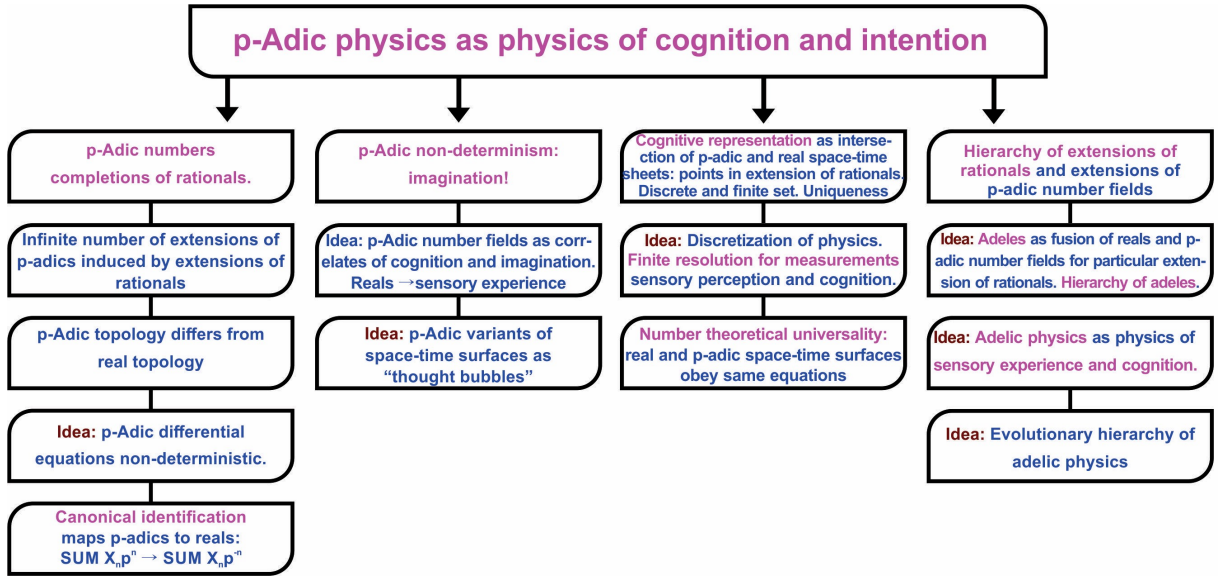 p-Adic physics as physics of cognition and intention
p-Adic numbers
completions of rationals.
Infinite number of extensions of
p-adics induced by extensions of
rationals
p-Adic topology differs from
real topology
Idea: p-Adic differential
equations non-deterministic.
Canonical identification
maps p-adics to reals:
SUM Xₙpⁿ → SUM Xₙp⁻ⁿ
p-Adic non-determinism:
imagination!
Idea: p-Adic number fields as corr-
elates of cognition and imagination.
Reals →sensory experience
Idea: p-Adic variants of
space-time surfaces as
“thought bubbles”
Cognitive representation as interse-
ction of p-adic and real space-time
sheets: points in extension of rationals.
Discrete and finite set. Uniqueness
Idea: Discretization of physics.
Finite resolution for measurements
sensory perception and cognition.
Number theoretical universality:
real and p-adic space-time surfaces
obey same equations
Hierarchy of extensions of
rationals and extensions of
p-adic number fields
Idea: Adeles as fusion of reals and p-
adic number fields for particular exten-
sion of rationals. Hierarchy of adeles.
Idea: Adelic physics as physics of
sensory experience and cognition.
Idea: Evolutionary hierarchy of
adelic physics